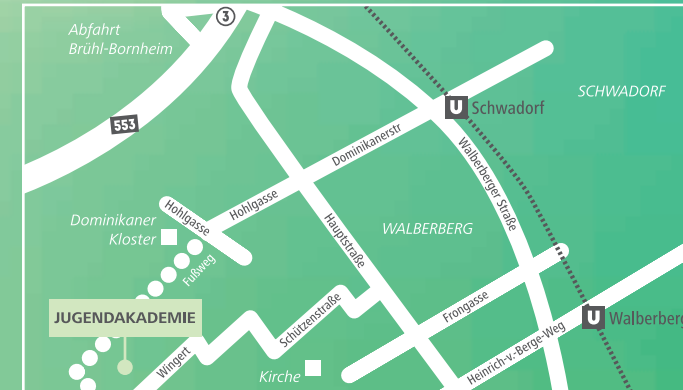 3
Abfahrt
Brühl-Bornheim
553
SCHWADORF
U Schwadorf
Dominikanerstr
Walberberger Straße
Hohlgasse
Hohlgasse
Dominikaner
Kloster
Hauptstraße
WALBERBERG
Fußweg
JUGENDAKADEMIE
Schützenstraße
Frongasse
U Walberberg
Heinrich-v.-Berge-Weg
Wingert
Kirche